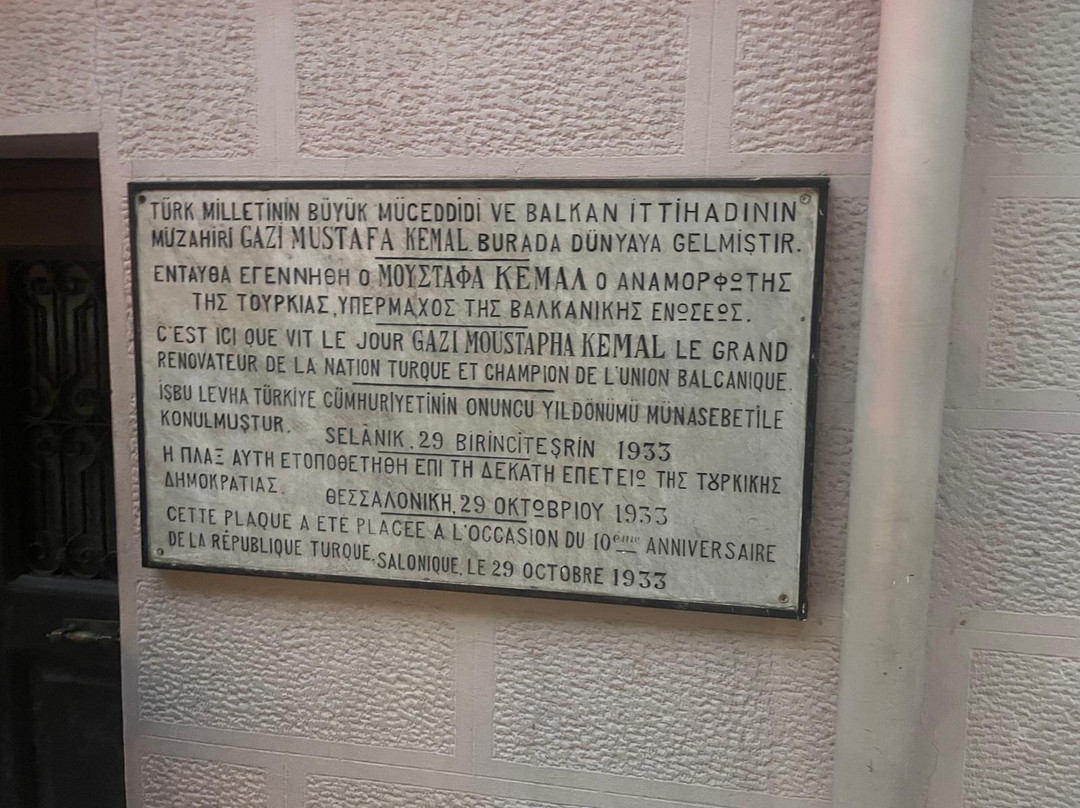 TÜRK MİLLETİNİN BÜYÜK MÜCEDDİDİ VE BALKAN İTTİHADININ
MÜZAHİRİ GAZİ MUSTAFA KEMAL BURADA DÜNYAYA GELMİŞTİR.
ΕΝΤΑΥΘΑ ΕΓΕΝΝΗΘΗ Ο ΜΟΥΣΤΑΦΑ ΚΕΜΑΛ Ο ΑΝΑΜΟΡΦΩΤΗΣ
ΤΗΣ ΤΟΥΡΚΙΑΣ, ΥΠΕΡΜΑΧΟΣ ΤΗΣ ΒΑΛΚΑΝΙΚΗΣ ΕΝΩΣΕΩΣ.
C'EST ICI QUE VIT LE JOUR GAZI MOUSTAPHA KEMAL LE GRAND
RENOVATEUR DE LA NATION TURQUE ET CHAMPION DE L'UNION BALCANIQUE.
İŞBU LEVHA TÜRKİYE CÜMHURİYETİNİN ONUNCU YILDÖNÜMÜ MÜNASEBETİLE
KONULMUŞTUR. SELÂNİK, 29 BİRİNCİTEŞRİN 1933
Η ΠΛΑΞ ΑΥΤΗ ΕΤΟΠΟΘΕΤΗΘΗ ΕΠΙ ΤΗ ΔΕΚΑΤΗ ΕΠΕΤΕΙΩ ΤΗΣ ΤȢΡΚΙΚΗΣ
ΔΗΜΟΚΡΑΤΙΑΣ. ΘΕΣΣΑΛΟΝΙΚΗ, 29 ΟΚΤΩΒΡΙΟΥ 1933
CETTE PLAQUE A ETÉ PLACEE A L'OCCASION DU 10ème ANNIVERSAIRE
DE LA RÉPUBLIQUE TURQUE. SALONIQUE, LE 29 OCTOBRE 1933